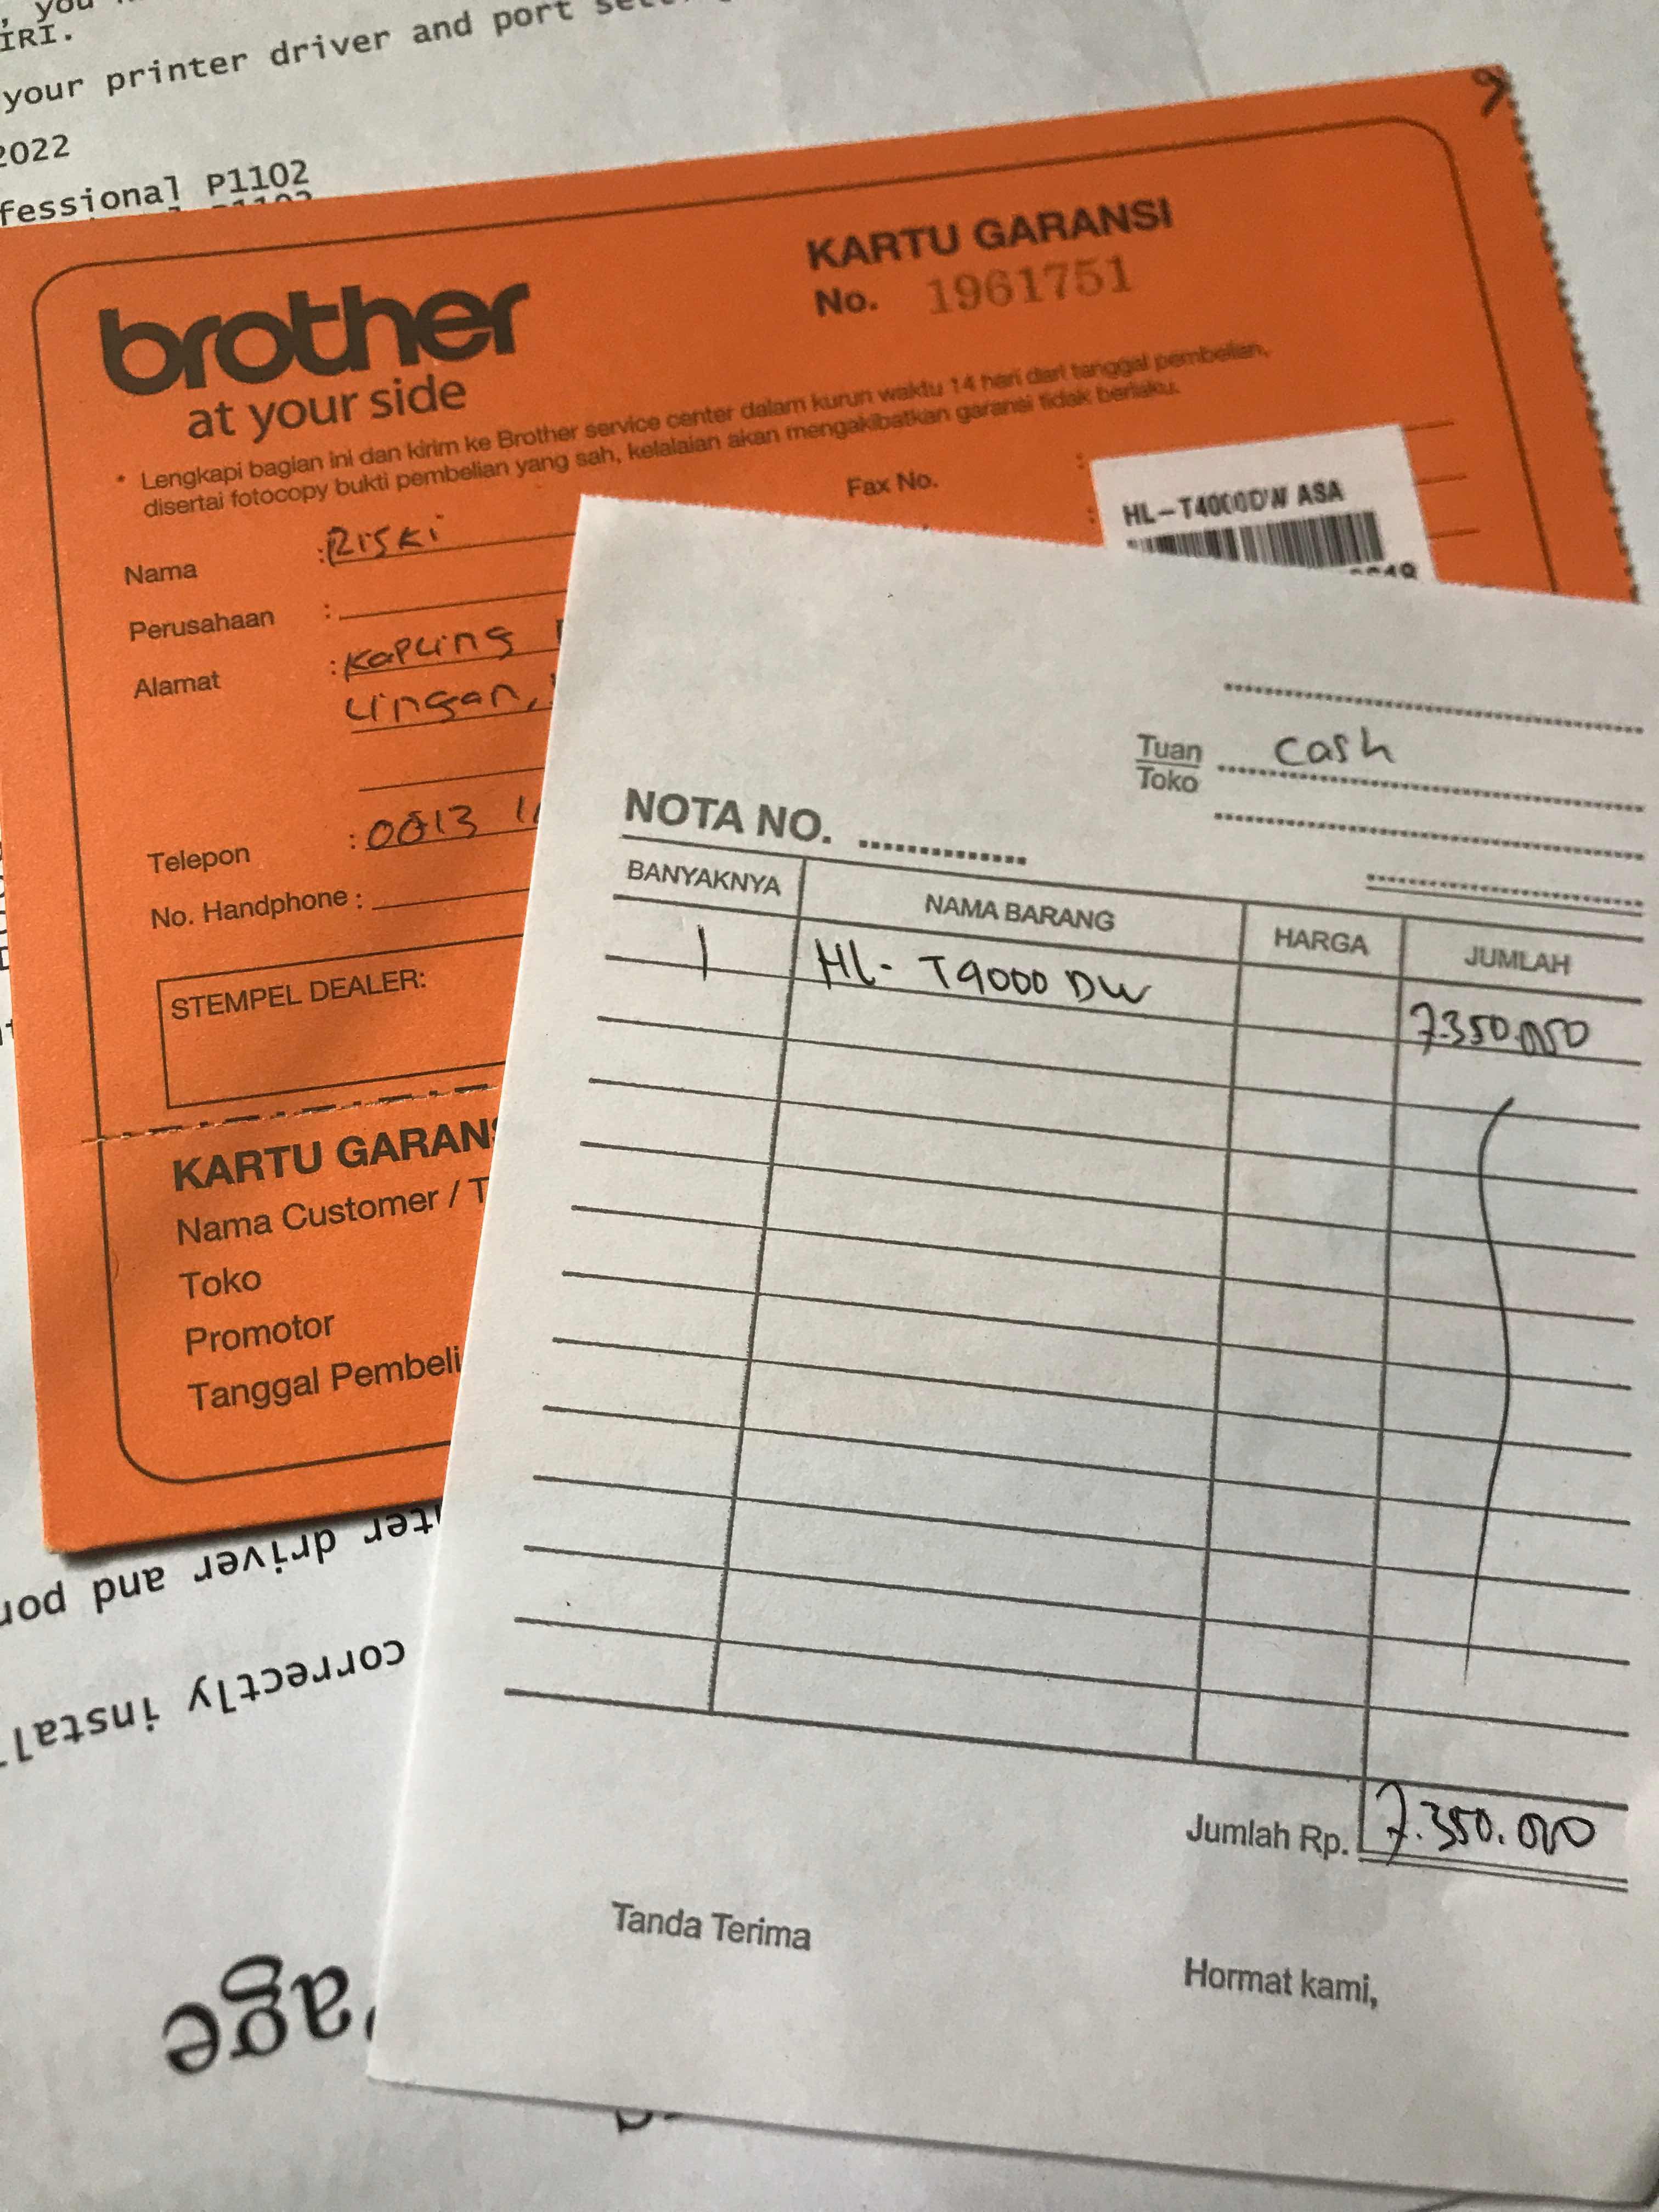 , you
IRI.
your printer driver and port
2022
fessional P1102
KARTU GARANSI
No. 1961751
brother
at your side
* Lengkapi bagian ini dan kirim ke Brother service center dalam kurun waktu 14 hari dari tanggal pembelian,
disertai fotocopy bukti pembelian yang sah, kelalaian akan mengakibatkan garansi tidak berlaku.
Fax No. :
HL-T4000DW ASA
Nama : Riski
Perusahaan :
Alamat : Kapling
Lingan,
Telepon : 0813
No. Handphone :
STEMPEL DEALER:
KARTU GARANS
Nama Customer / T
Toko
Promotor
Tanggal Pembeli
Tuan
Toko cash
NOTA NO.
BANYAKNYA NAMA BARANG HARGA JUMLAH
1 HL- T4000 DW 7.350.000
Jumlah Rp. 7.350.000
Tanda Terima
Hormat kami,
ter driver and por
correctly instal
age